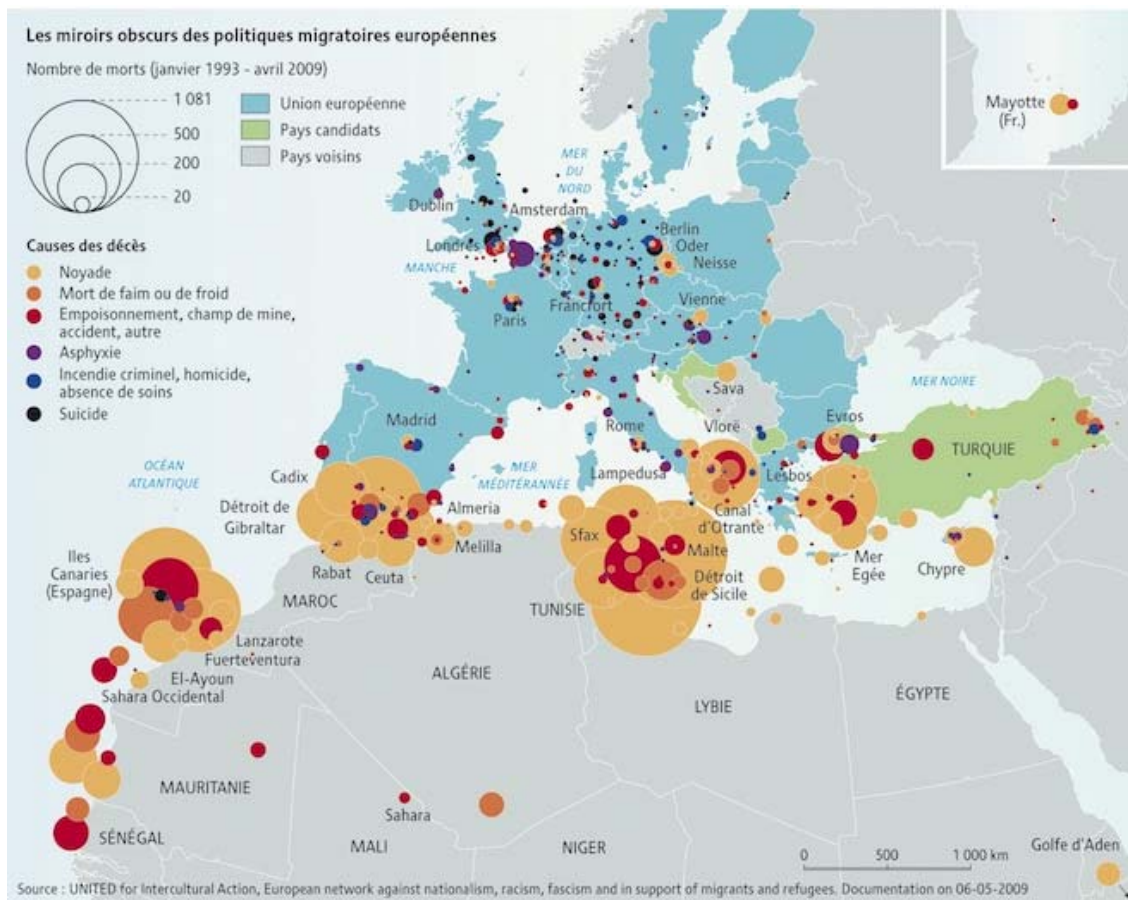 Les miroirs obscurs des politiques migratoires européennes
Nombre de morts (janvier 1993 - avril 2009)
1 081
500
200
20
Union européenne
Pays candidats
Pays voisins
Causes des décès
Noyade
Mort de faim ou de froid
Empoisonnement, champ de mine,
accident, autre
Asphyxie
Incendie criminel, homicide,
absence de soins
Suicide
Mayotte
(Fr.)
MER
DU
NORD
Dublin
Amsterdam
Londres
Berlin
Oder
Neisse
MANCHE
Vienne
Francfort
Paris
Sava
MER NOIRE
Madrid
Rome
Vlorë
Evros
TURQUIE
OCÉAN
ATLANTIQUE
MER
MÉDITÉRRANÉE
Cadix
Lampedusa
Lesbos
Détroit de
Gibraltar
Almeria
Canal
d'Otrante
Sfax
Melilla
Malte
Mer
Egée
Chypre
Iles
Canaries
(Espagne)
Rabat
Ceuta
Détroit
de Sicile
MAROC
TUNISIE
Lanzarote
Fuerteventura
El-Ayoun
Sahara Occidental
ALGÉRIE
LYBIE
ÉGYPTE
MAURITANIE
Sahara
SÉNÉGAL
MALI
NIGER
Golfe d'Aden
0 500 1 000 km
Source : UNITED for Intercultural Action, European network against nationalism, racism, fascism and in support of migrants and refugees. Documentation on 06-05-2009